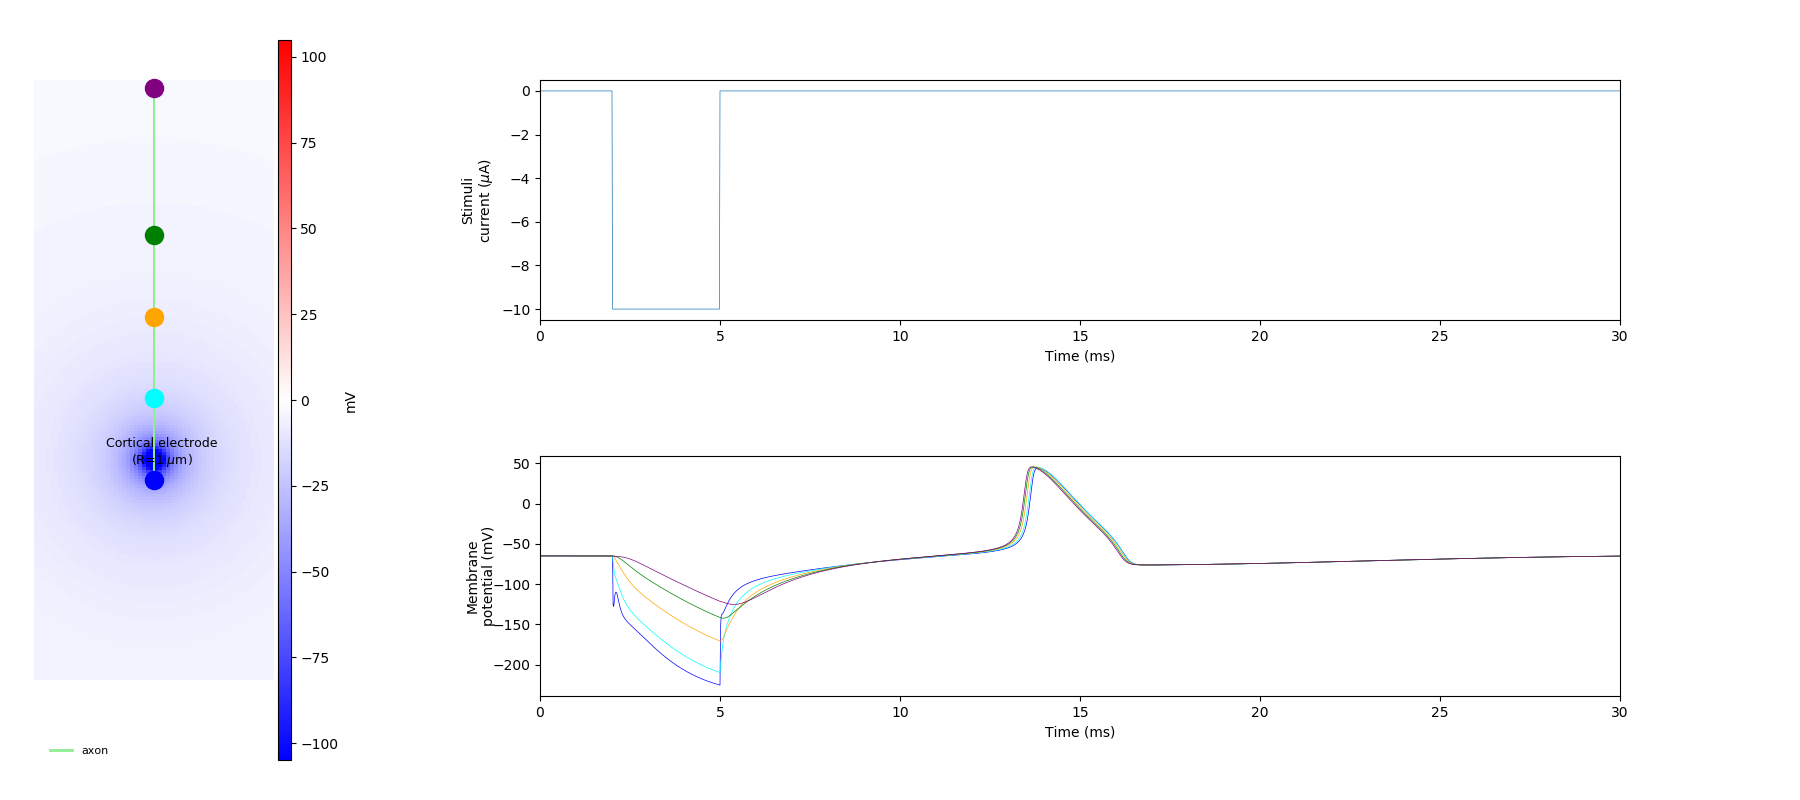 Cortical electrode
(R=1 μm)
axon
100
75
50
25
0
−25
−50
−75
−100
mV
Stimuli
current (μA)
0
−2
−4
−6
−8
−10
0 5 10 15 20 25 30
Time (ms)
Membrane
potential (mV)
50
0
−50
−100
−150
−200
0 5 10 15 20 25 30
Time (ms)